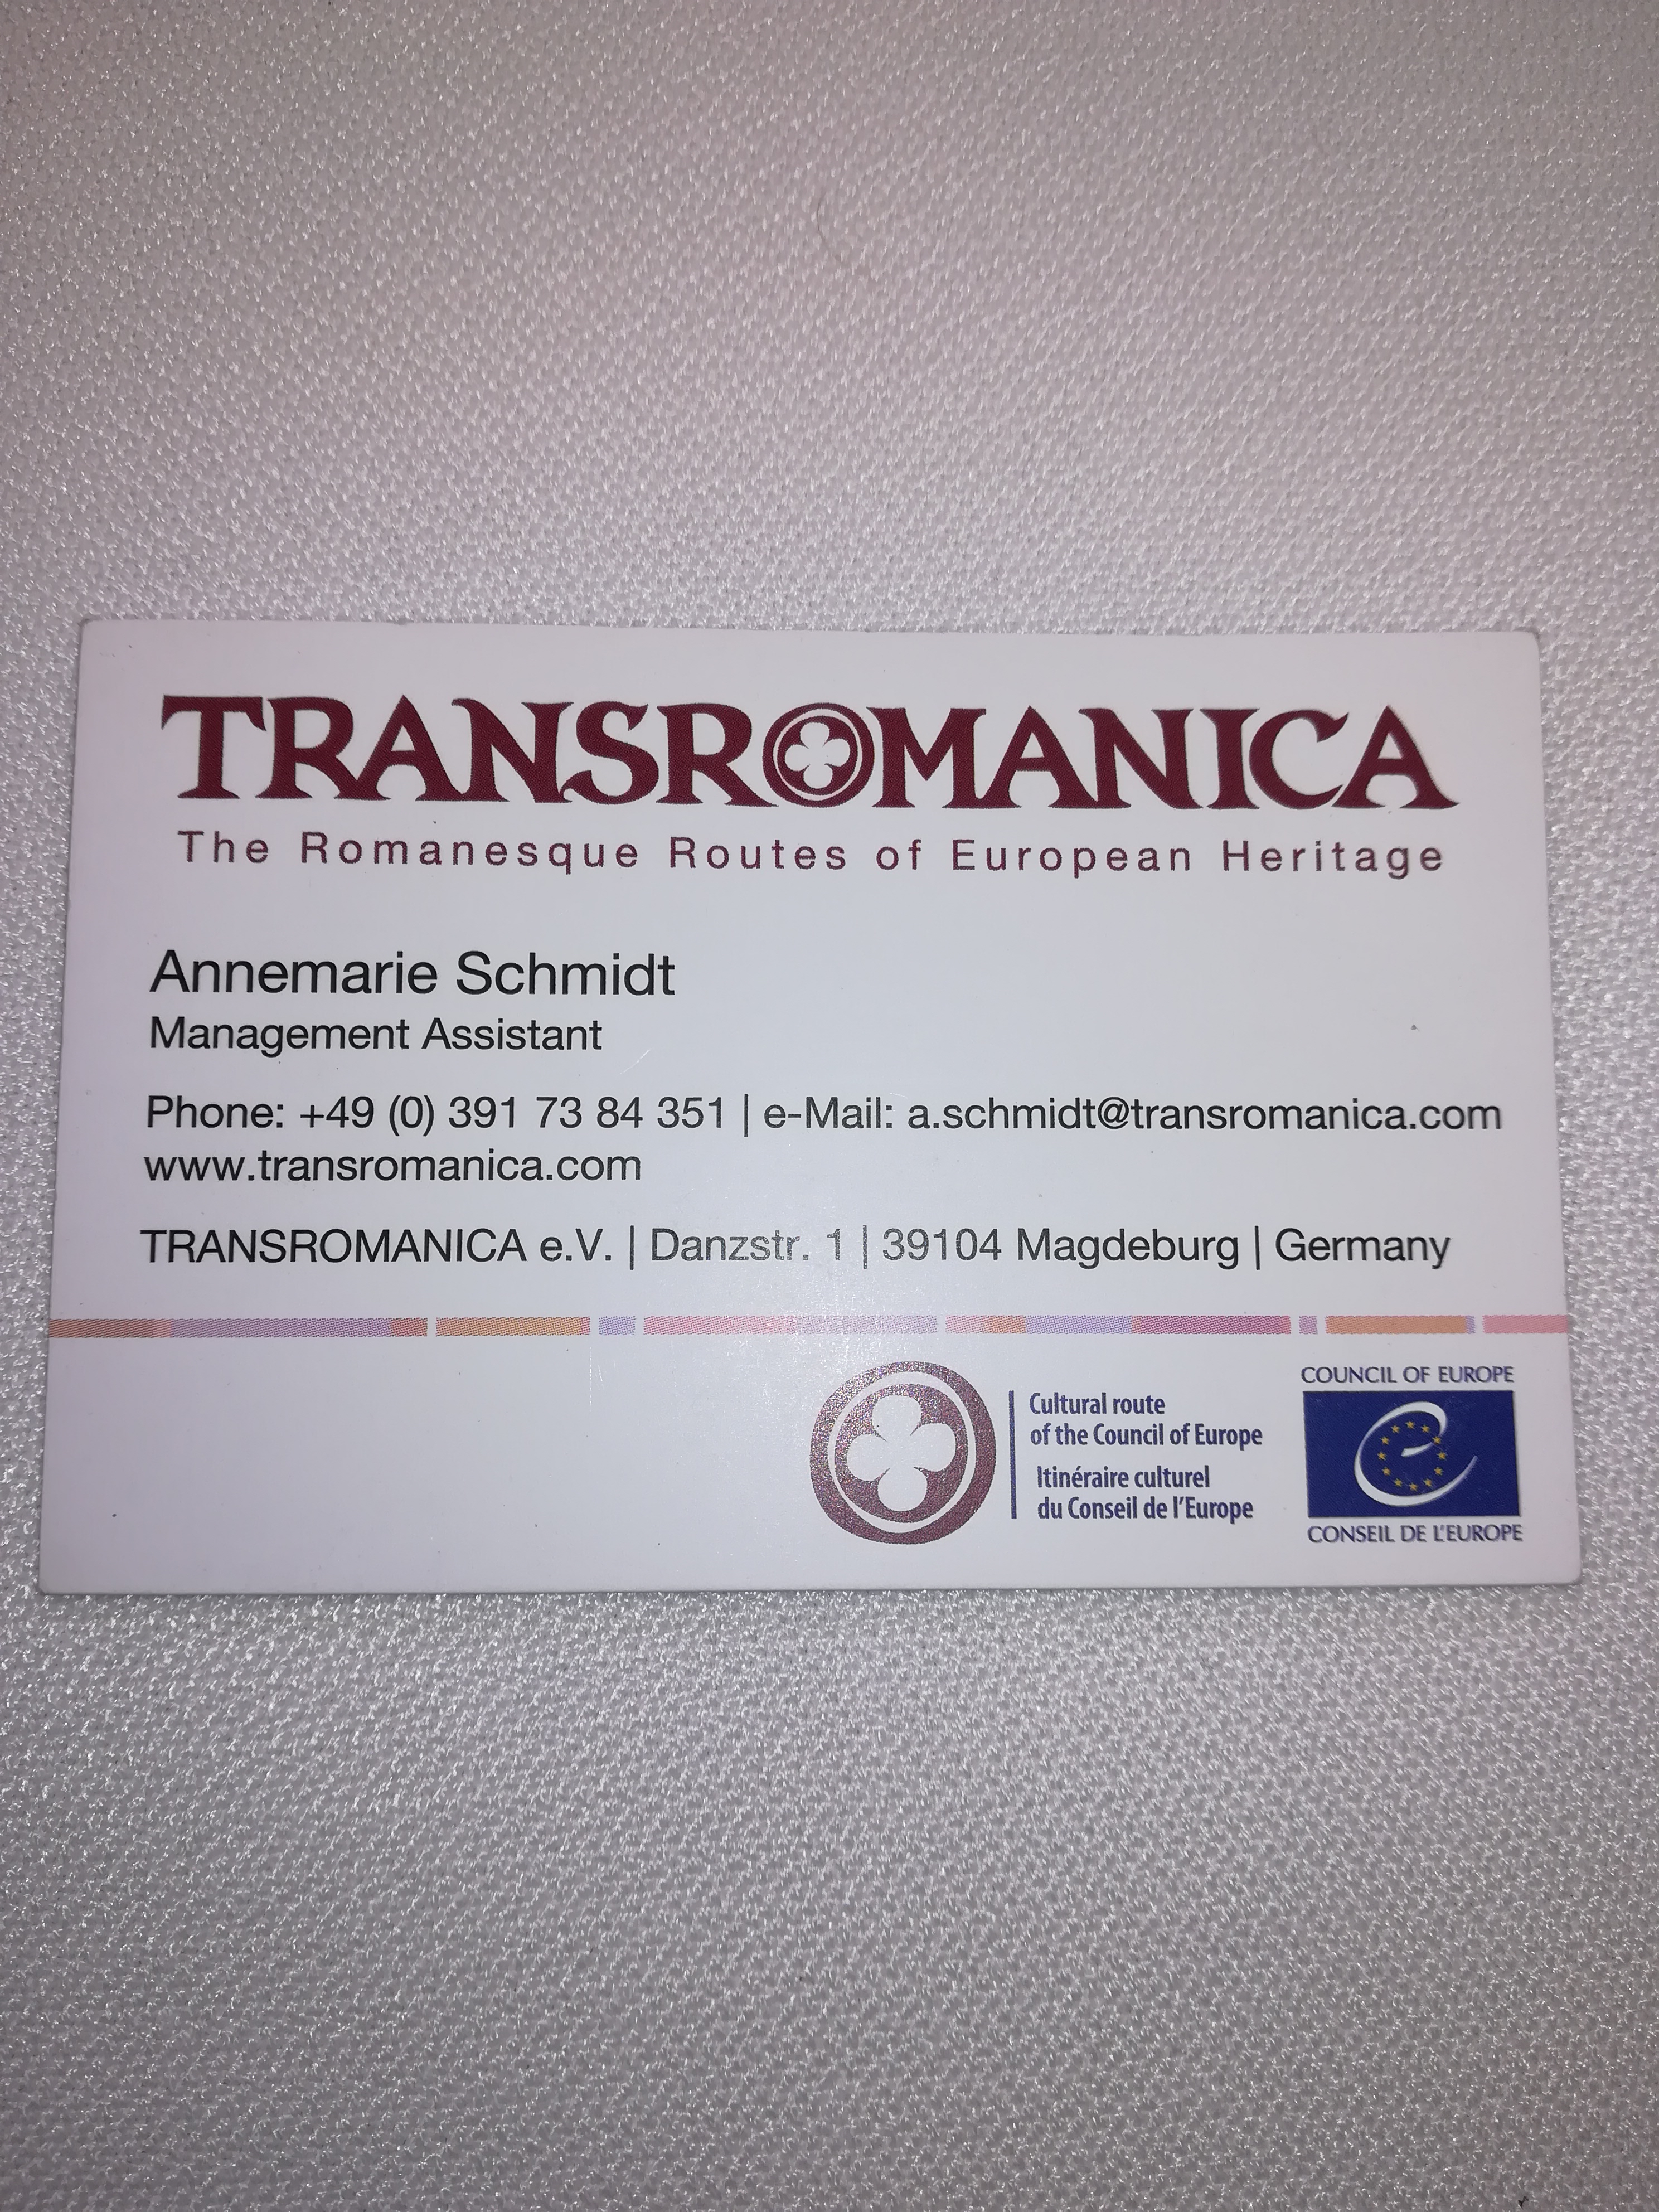 TRANSROMANICA
The Romanesque Routes of European Heritage
Annemarie Schmidt
Management Assistant
Phone: +49 (0) 391 73 84 351 | e-Mail: a.schmidt@transromanica.com
www.transromanica.com
TRANSROMANICA e.V. | Danzstr. 1 | 39104 Magdeburg | Germany
Cultural route
of the Council of Europe
Itinéraire culturel
du Conseil de l'Europe
COUNCIL OF EUROPE
CONSEIL DE L'EUROPE